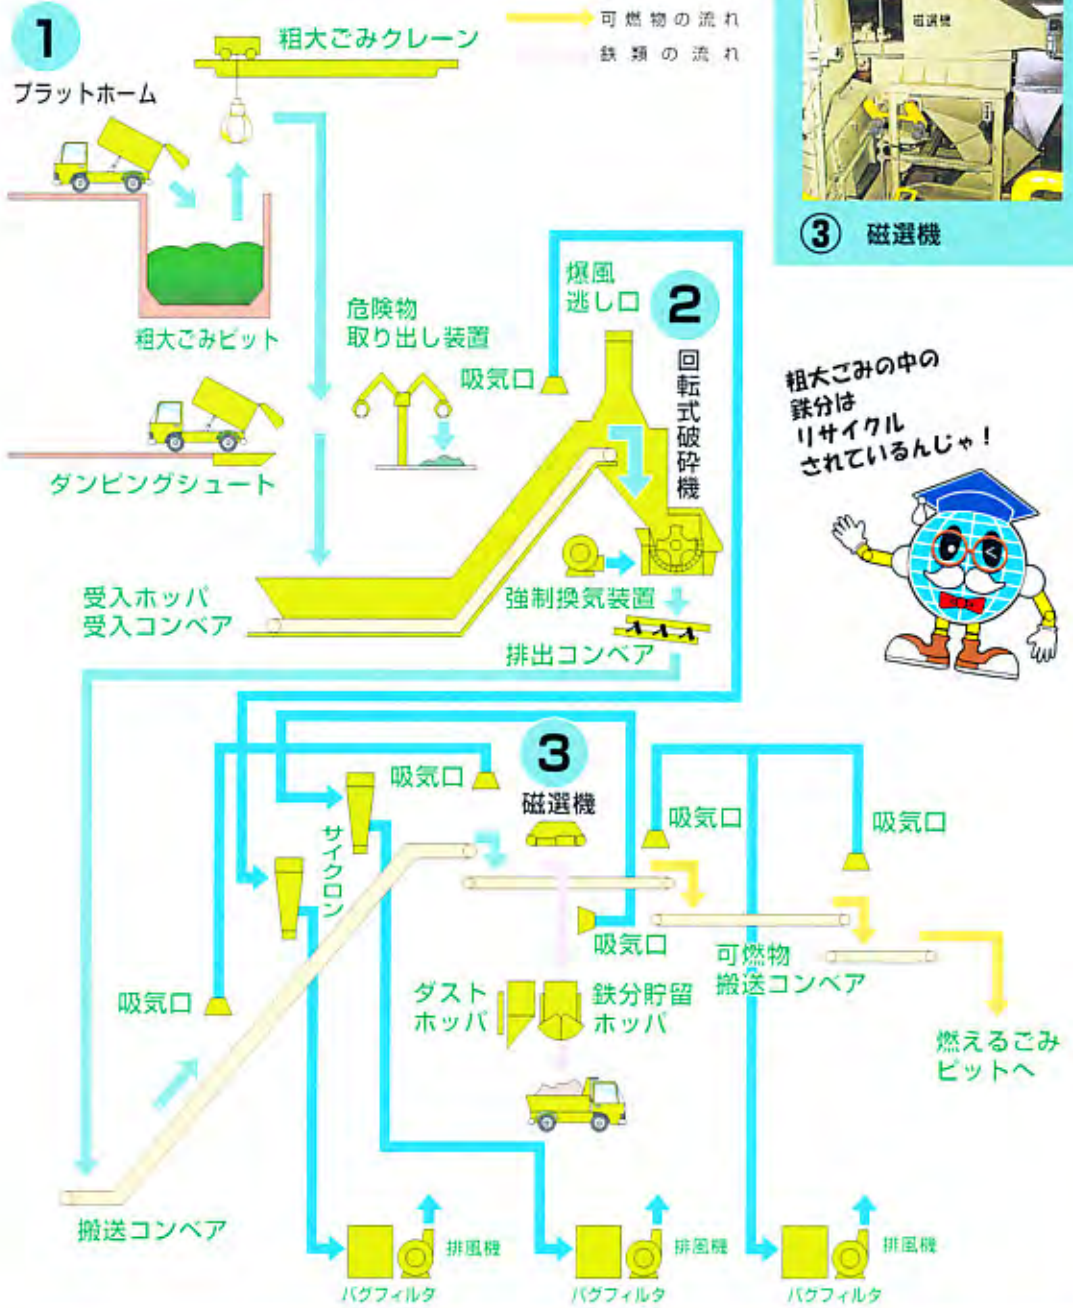 1
プラットホーム
粗大ごみクレーン
可燃物の流れ
鉄類の流れ
磁選機
③ 磁選機
粗大ごみピット
ダンピングシュート
危険物
取り出し装置
吸気口
爆風
逃し口
2
回転式破砕機
粗大ごみの中の
鉄分は
リサイクル
されているんじゃ!
受入ホッパ
受入コンベア
強制換気装置
排出コンベア
3
磁選機
吸気口
サイクロン
吸気口
吸気口
吸気口
吸気口
可燃物
搬送コンベア
ダスト
ホッパ
鉄分貯留
ホッパ
燃えるごみ
ピットへ
搬送コンベア
排風機
バグフィルタ
排風機
バグフィルタ
排風機
バグフィルタ